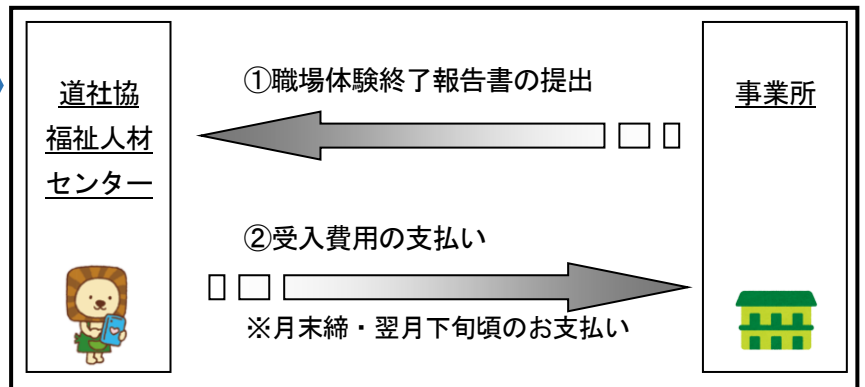 道社協
福祉人材
センター
①職場体験終了報告書の提出
事業所
②受入費用の支払い
※月末締・翌月下旬頃のお支払い